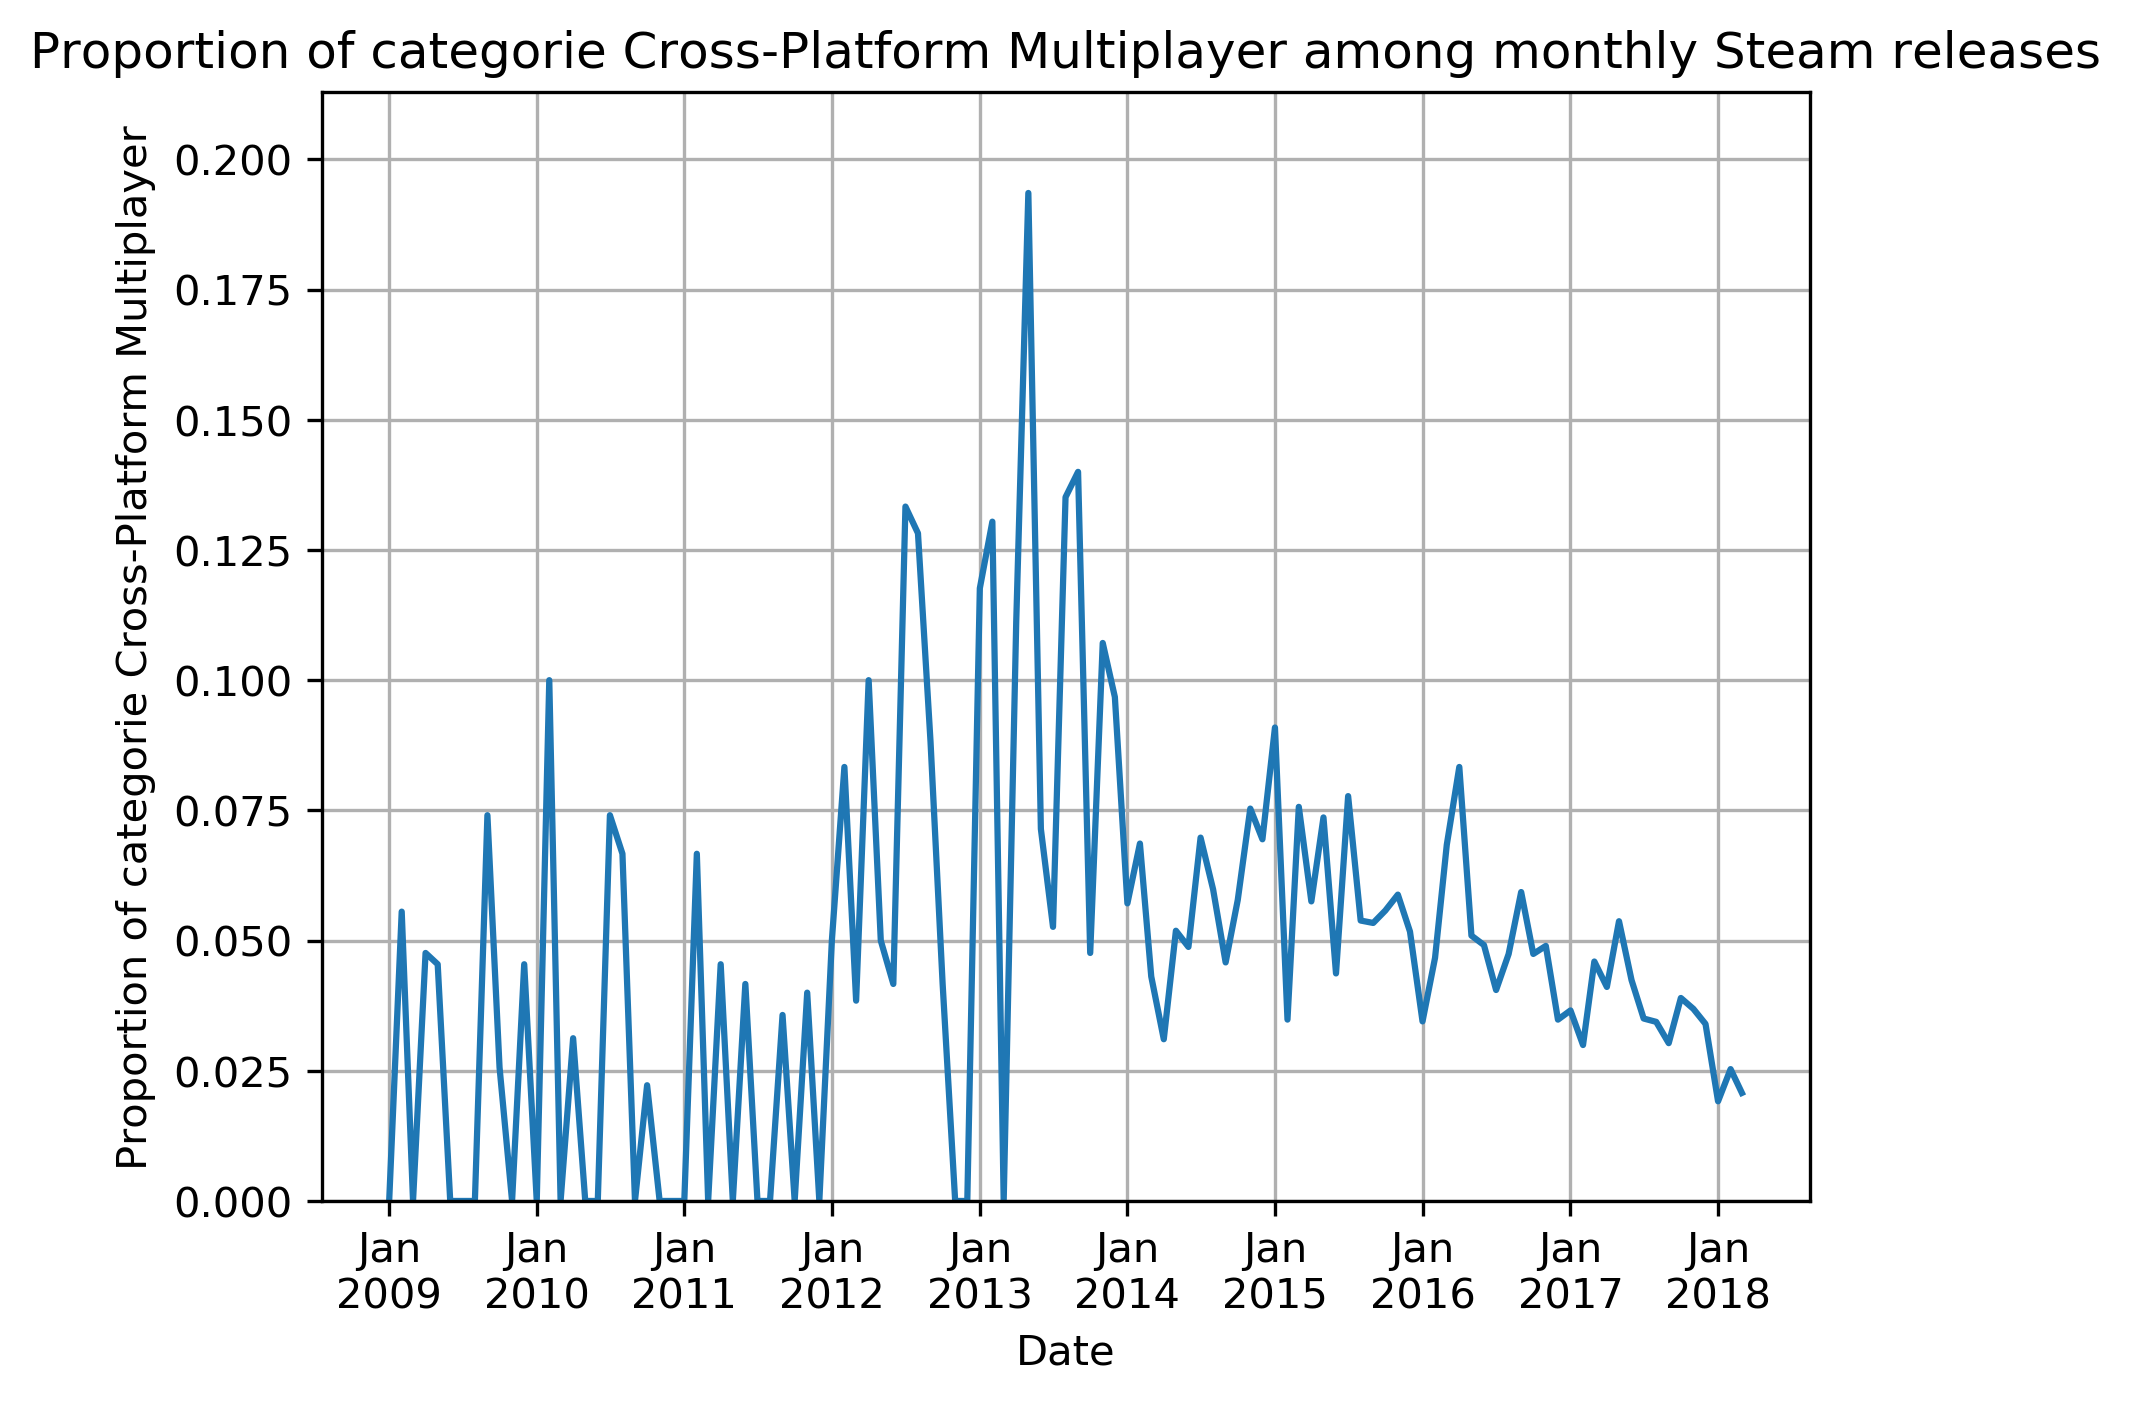 Proportion of categorie Cross-Platform Multiplayer among monthly Steam releases
Proportion of categorie Cross-Platform Multiplayer
0.200
0.175
0.150
0.125
0.100
0.075
0.050
0.025
0.000
Jan Jan Jan Jan Jan Jan Jan Jan Jan Jan
2009 2010 2011 2012 2013 2014 2015 2016 2017 2018
Date